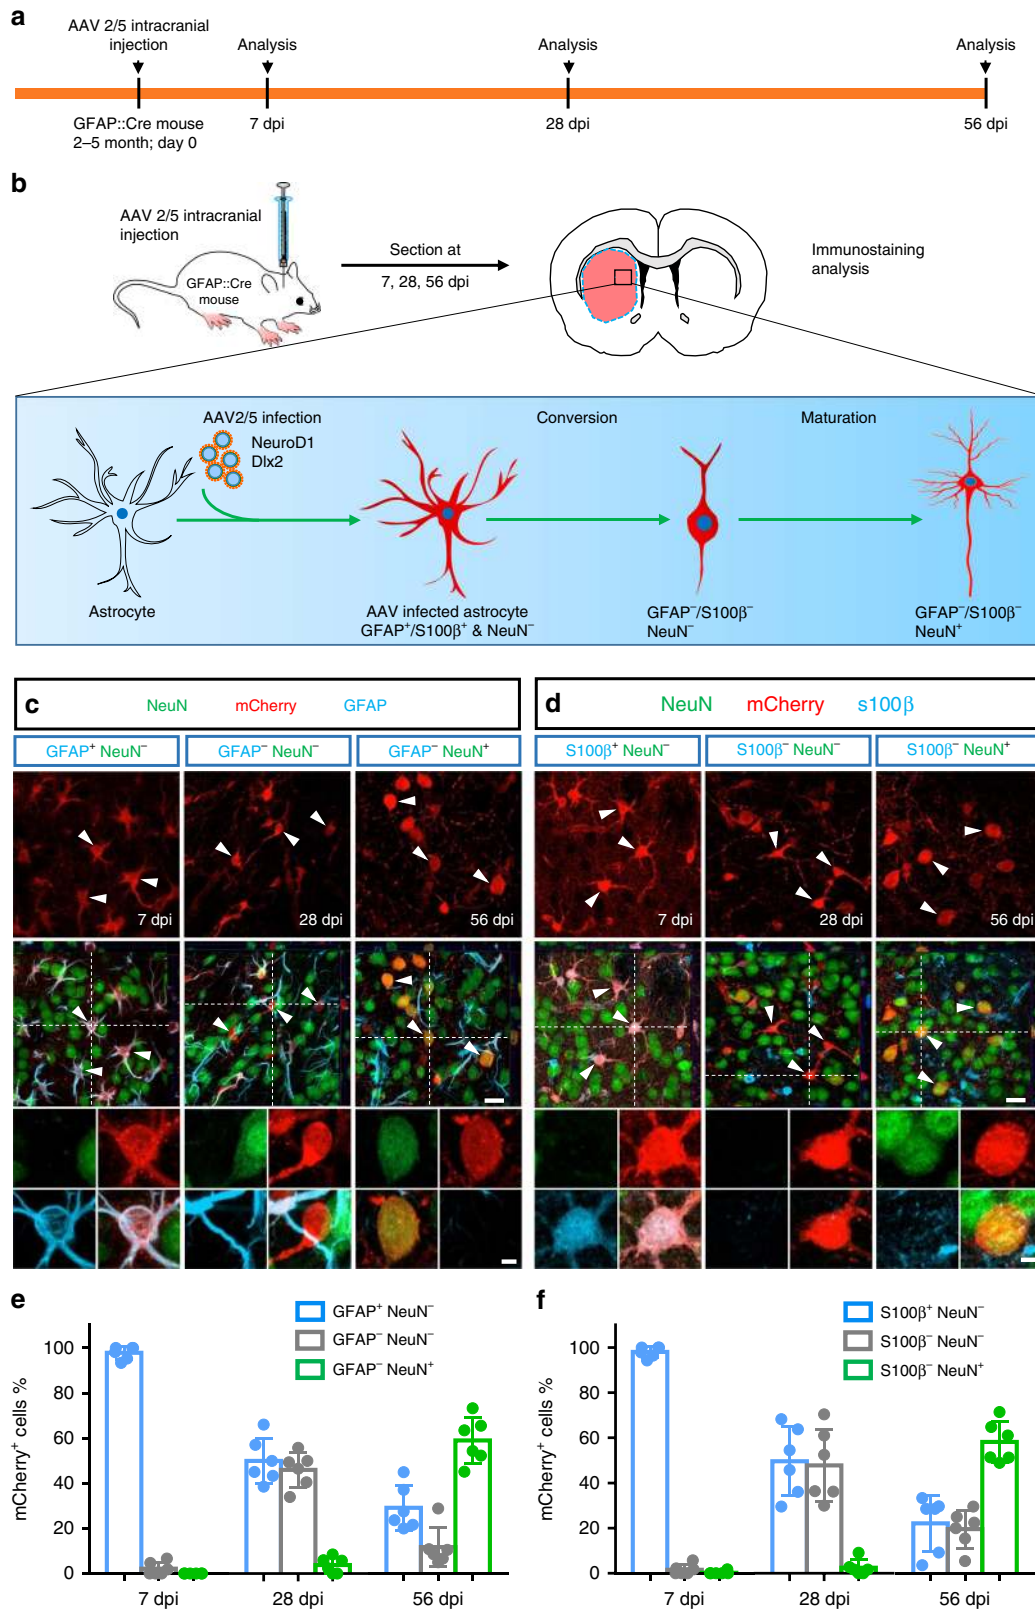 a
AAV 2/5 intracranial
injection
Analysis
Analysis
Analysis
GFAP::Cre mouse
2–5 month; day 0
7 dpi
28 dpi
56 dpi
b
AAV 2/5 intracranial
injection
GFAP::Cre
mouse
Section at
7, 28, 56 dpi
Immunostaining
analysis
AAV2/5 infection
NeuroD1
Dlx2
Conversion
Maturation
Astrocyte
AAV infected astrocyte
GFAP⁺/S100β⁺ & NeuN⁻
GFAP⁻/S100β⁻
NeuN⁻
GFAP⁻/S100β⁻
NeuN⁺
c
NeuN mCherry GFAP
GFAP⁺ NeuN⁻
GFAP⁻ NeuN⁻
GFAP⁻ NeuN⁺
7 dpi
28 dpi
56 dpi
d
NeuN mCherry s100β
S100β⁺ NeuN⁻
S100β⁻ NeuN⁻
S100β⁻ NeuN⁺
7 dpi
28 dpi
56 dpi
e
GFAP⁺ NeuN⁻
GFAP⁻ NeuN⁻
GFAP⁻ NeuN⁺
mCherry⁺ cells %
100
80
60
40
20
0
7 dpi
28 dpi
56 dpi
f
S100β⁺ NeuN⁻
S100β⁻ NeuN⁻
S100β⁻ NeuN⁺
mCherry⁺ cells %
100
80
60
40
20
0
7 dpi
28 dpi
56 dpi